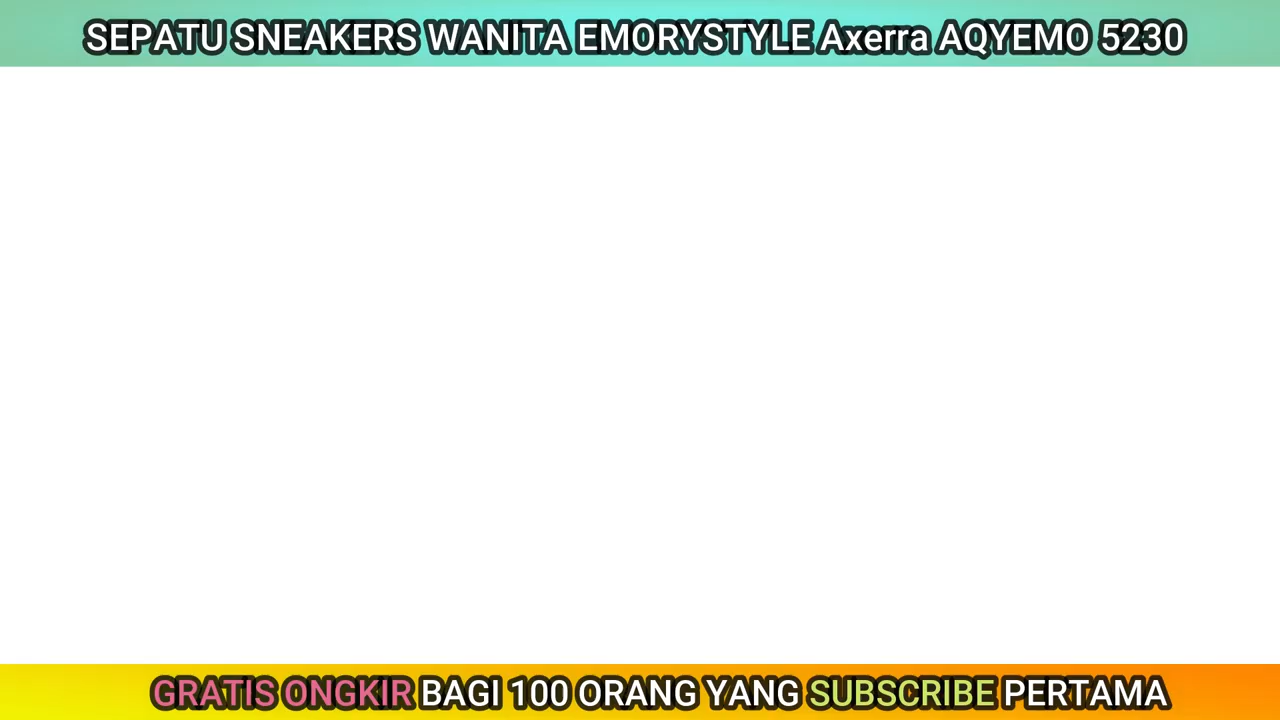 SEPATU SNEAKERS WANITA EMORYSTYLE Axerra AQYEMO 5230
GRATIS ONGKIR BAGI 100 ORANG YANG SUBSCRIBE PERTAMA